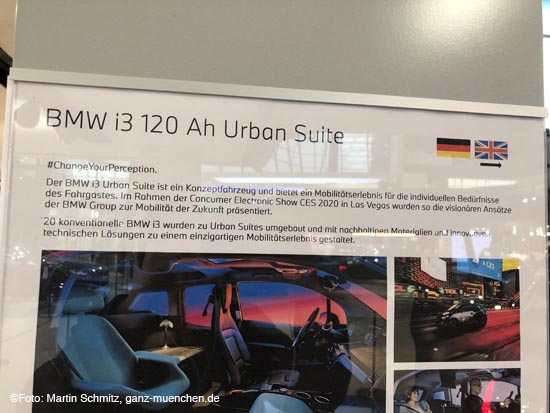 BMW i3 120 Ah Urban Suite
#ChangeYourPerception.
Der BMW i3 Urban Suite ist ein Konzeptfahrzeug und bietet ein Mobilitätserlebnis für die individuellen Bedürfnisse
des Fahrgastes. Im Rahmen der Concumer Electronic Show CES 2020 in Las Vegas wurden so die visionären Ansätze
der BMW Group zur Mobilität der Zukunft präsentiert.
20 konventionelle BMW i3 wurden zu Urban Suites umgebaut und mit nachhaltigen Materialien und innovativen
technischen Lösungen zu einem einzigartigen Mobilitätserlebnis gestaltet.
©Foto: Martin Schmitz, ganz-muenchen.de